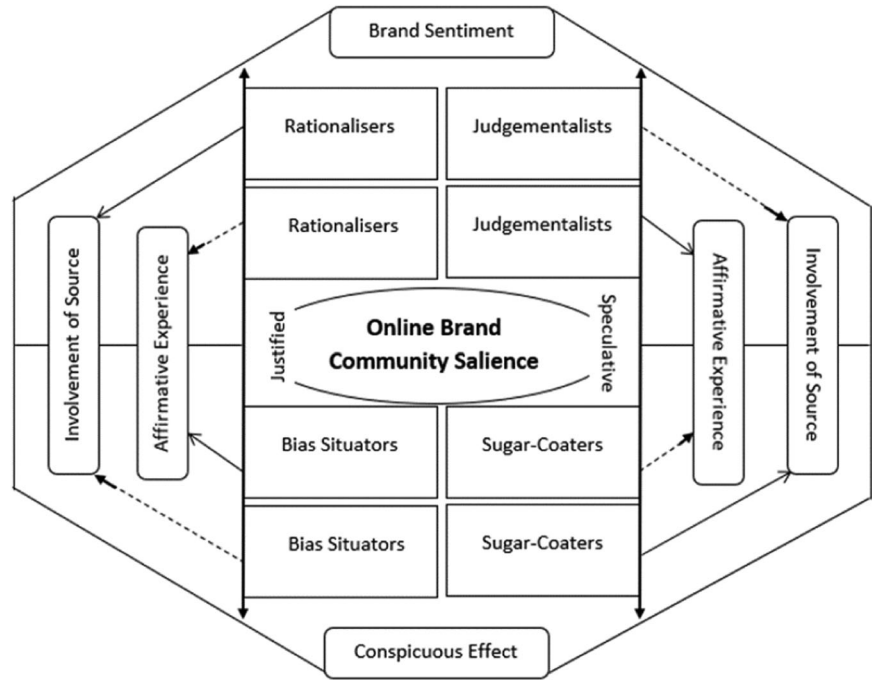 Brand Sentiment
Rationalisers
Judgementalists
Rationalisers
Judgementalists
Involvement of Source
Affirmative Experience
Justified
Online Brand
Community Salience
Speculative
Affirmative Experience
Involvement of Source
Bias Situators
Sugar-Coaters
Bias Situators
Sugar-Coaters
Conspicuous Effect